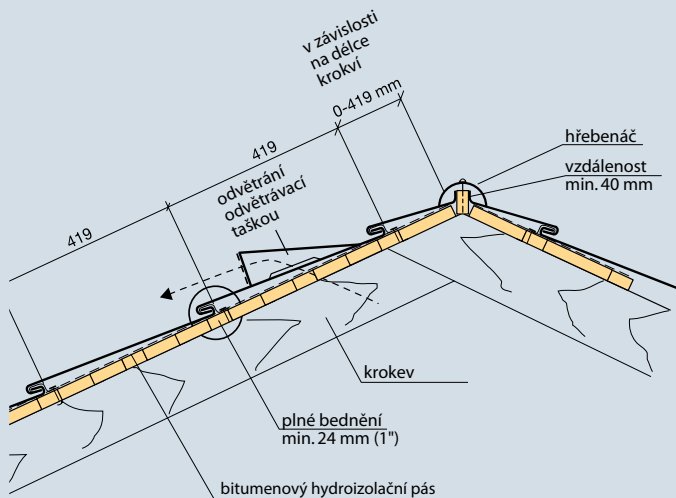 v závislosti
na délce
krokví
0-419 mm
419
419
odvětrání
odvětrávací
taškou
hřebenáč
vzdálenost
min. 40 mm
krokev
plné bednění
min. 24 mm (1")
bitumenový hydroizolační pás